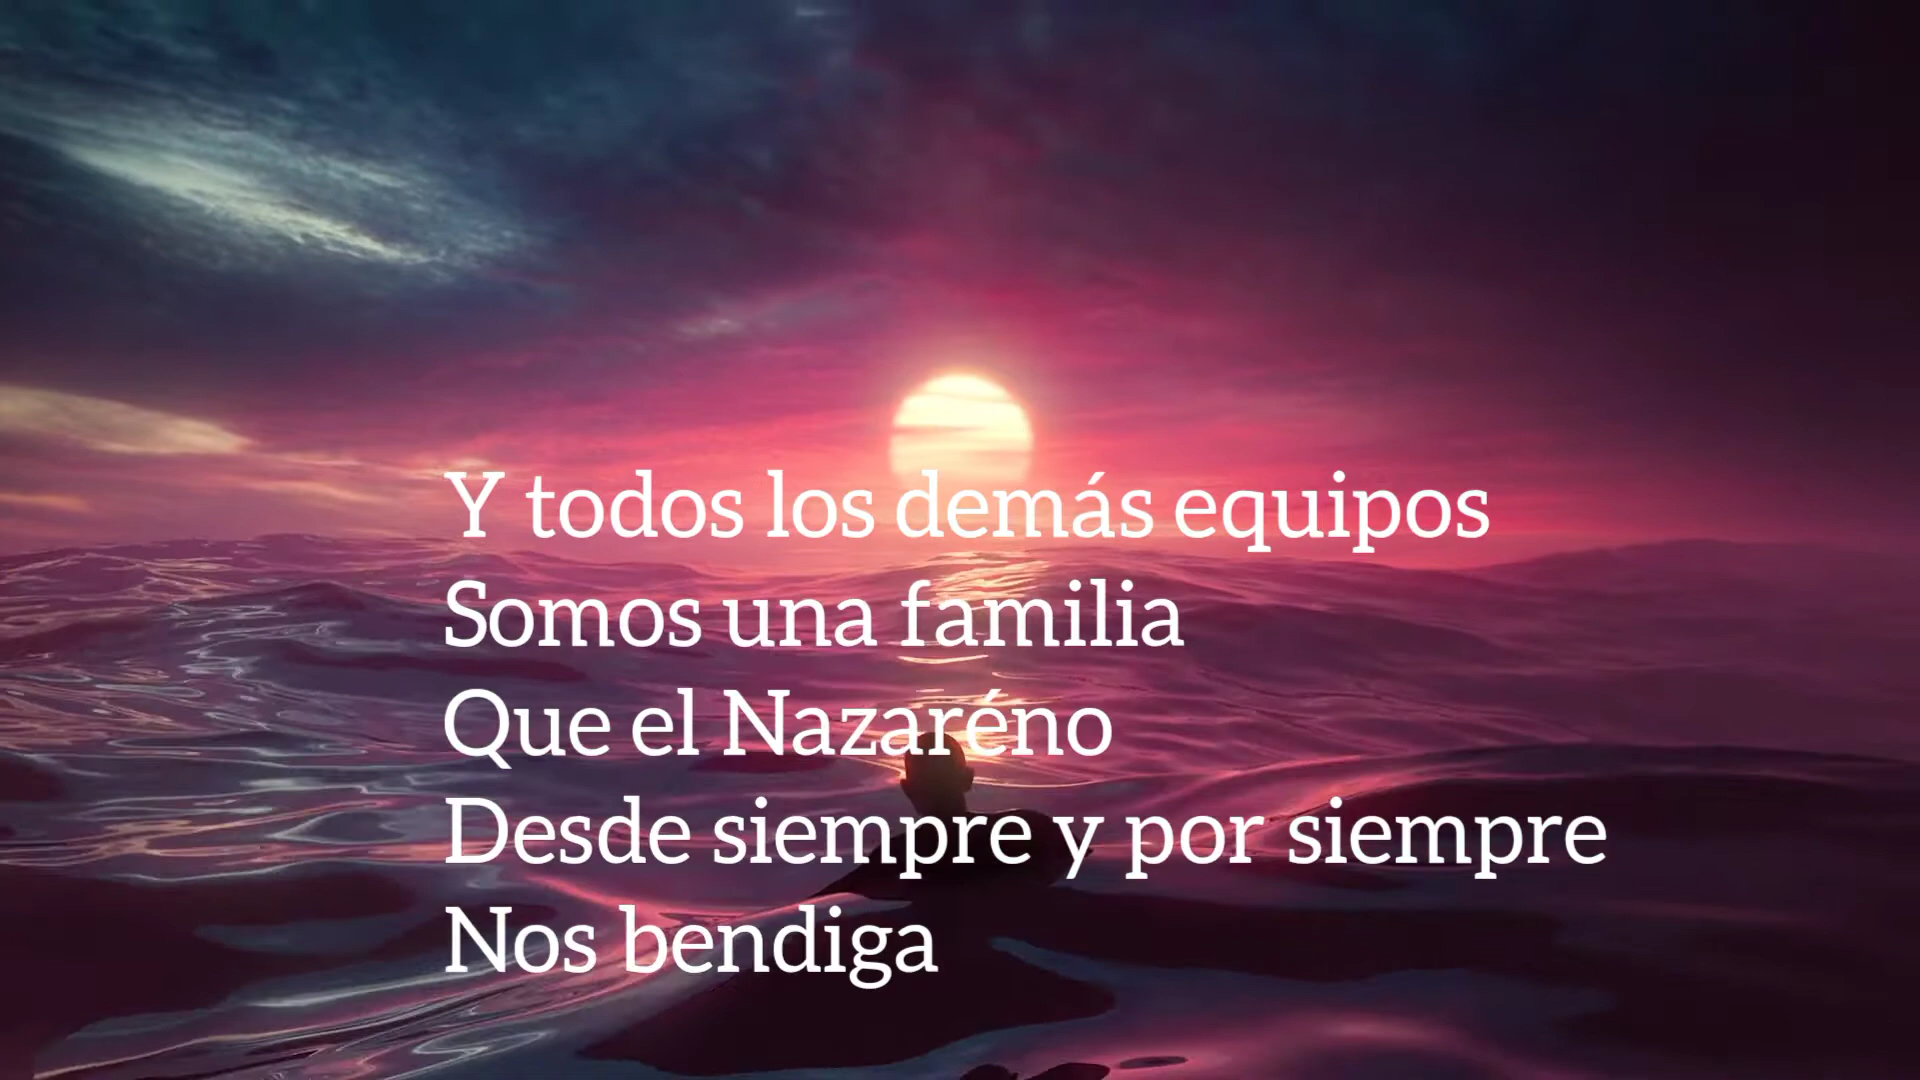 Y todos los demás equipos
Somos una familia
Que el Nazaréno
Desde siempre y por siempre
Nos bendiga